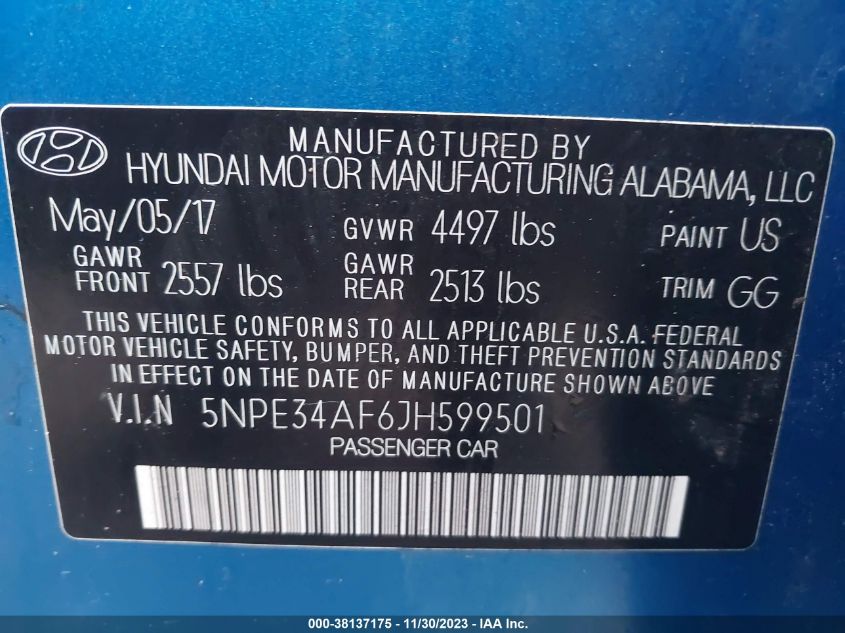 MANUFACTURED BY
HYUNDAI MOTOR MANUFACTURING ALABAMA, LLC
May/05/17 GVWR 4497 lbs PAINT US
GAWR FRONT 2557 lbs GAWR REAR 2513 lbs TRIM GG
THIS VEHICLE CONFORMS TO ALL APPLICABLE U.S.A. FEDERAL
MOTOR VEHICLE SAFETY, BUMPER, AND THEFT PREVENTION STANDARDS
IN EFFECT ON THE DATE OF MANUFACTURE SHOWN ABOVE
V.I.N 5NPE34AF6JH599501
PASSENGER CAR
000-38137175 - 11/30/2023 - IAA Inc.